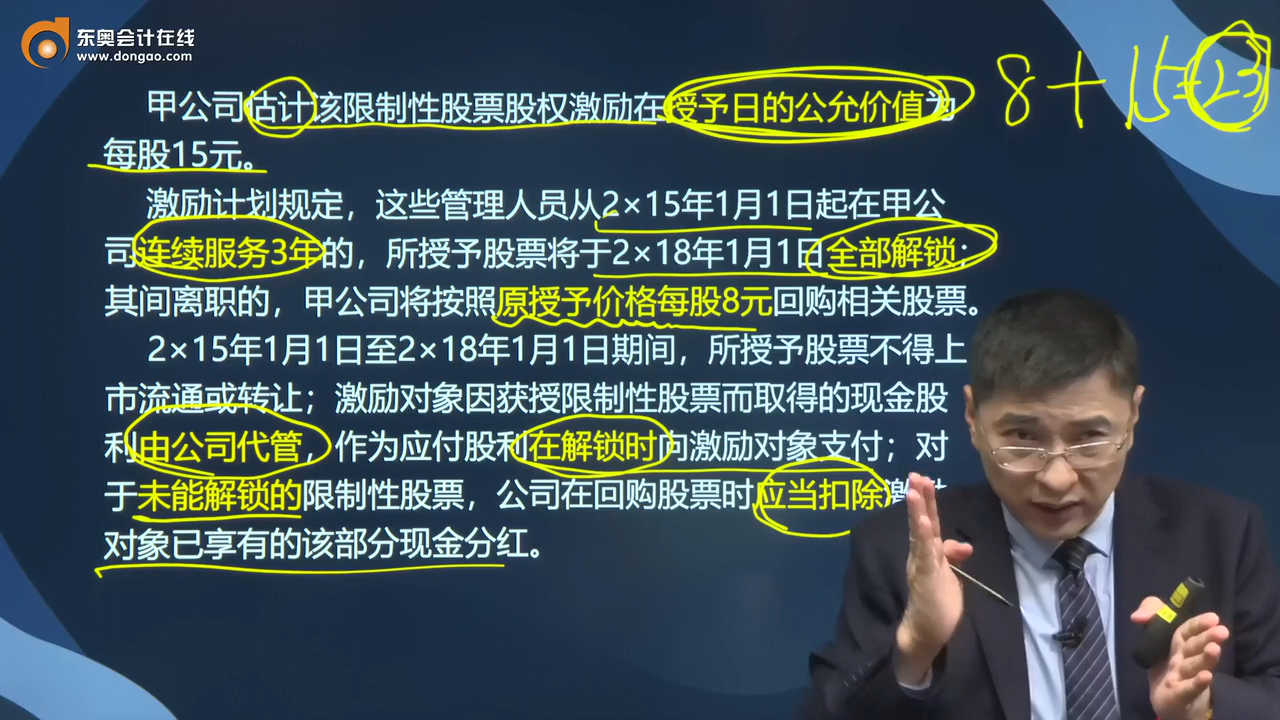 东奥会计在线
www.dongao.com
8+15=23
甲公司估计该限制性股票股权激励在授予日的公允价值为
每股15元。
激励计划规定，这些管理人员从2×15年1月1日起在甲公
司连续服务3年的，所授予股票将于2×18年1月1日全部解锁；
其间离职的，甲公司将按照原授予价格每股8元回购相关股票。
2×15年1月1日至2×18年1月1日期间，所授予股票不得上
市流通或转让；激励对象因获授限制性股票而取得的现金股
利由公司代管，作为应付股利在解锁时向激励对象支付；对
于未能解锁的限制性股票，公司在回购股票时应当扣除
对象已享有的该部分现金分红。